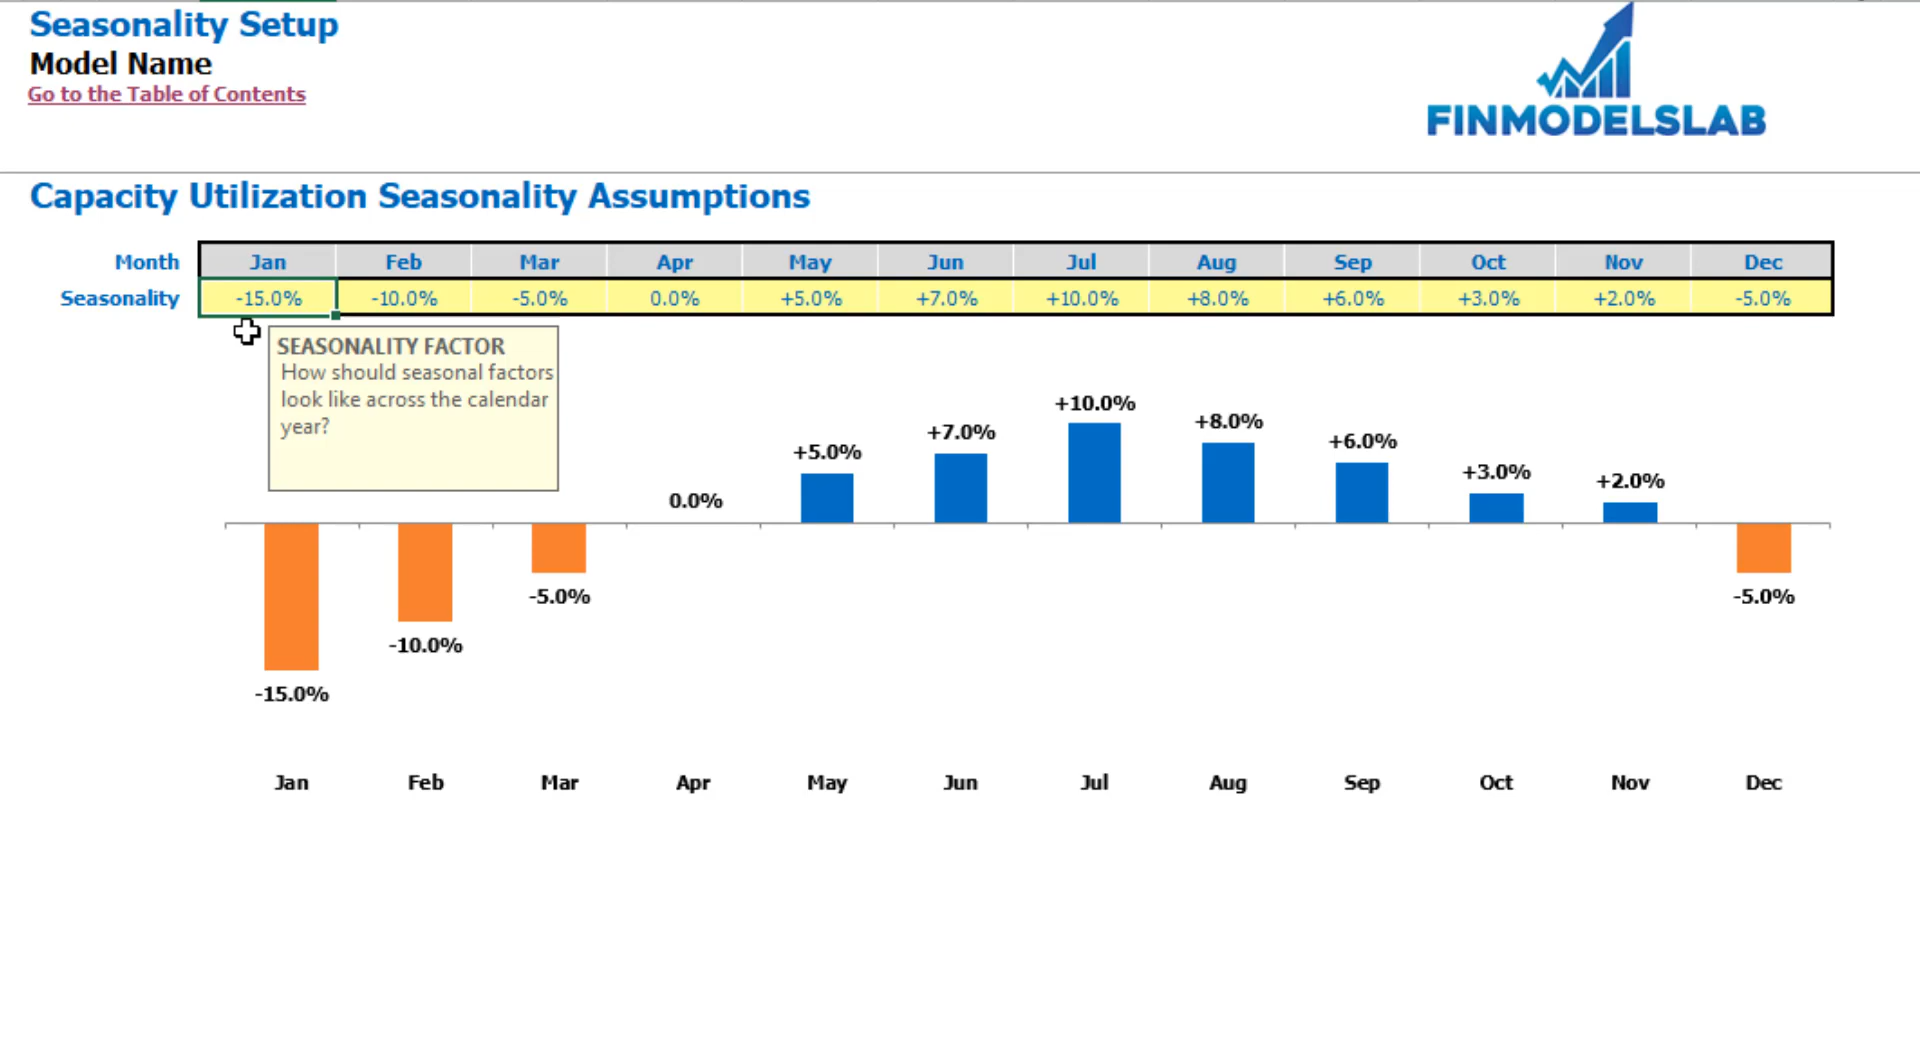 Seasonality Setup
Model Name
Go to the Table of Contents
FINMODELSLAB
Capacity Utilization Seasonality Assumptions
Month Jan Feb Mar Apr May Jun Jul Aug Sep Oct Nov Dec
Seasonality -15.0% -10.0% -5.0% 0.0% +5.0% +7.0% +10.0% +8.0% +6.0% +3.0% +2.0% -5.0%
SEASONALITY FACTOR
How should seasonal factors
look like across the calendar
year?
-15.0% -10.0% -5.0% 0.0% +5.0% +7.0% +10.0% +8.0% +6.0% +3.0% +2.0% -5.0%
Jan Feb Mar Apr May Jun Jul Aug Sep Oct Nov Dec